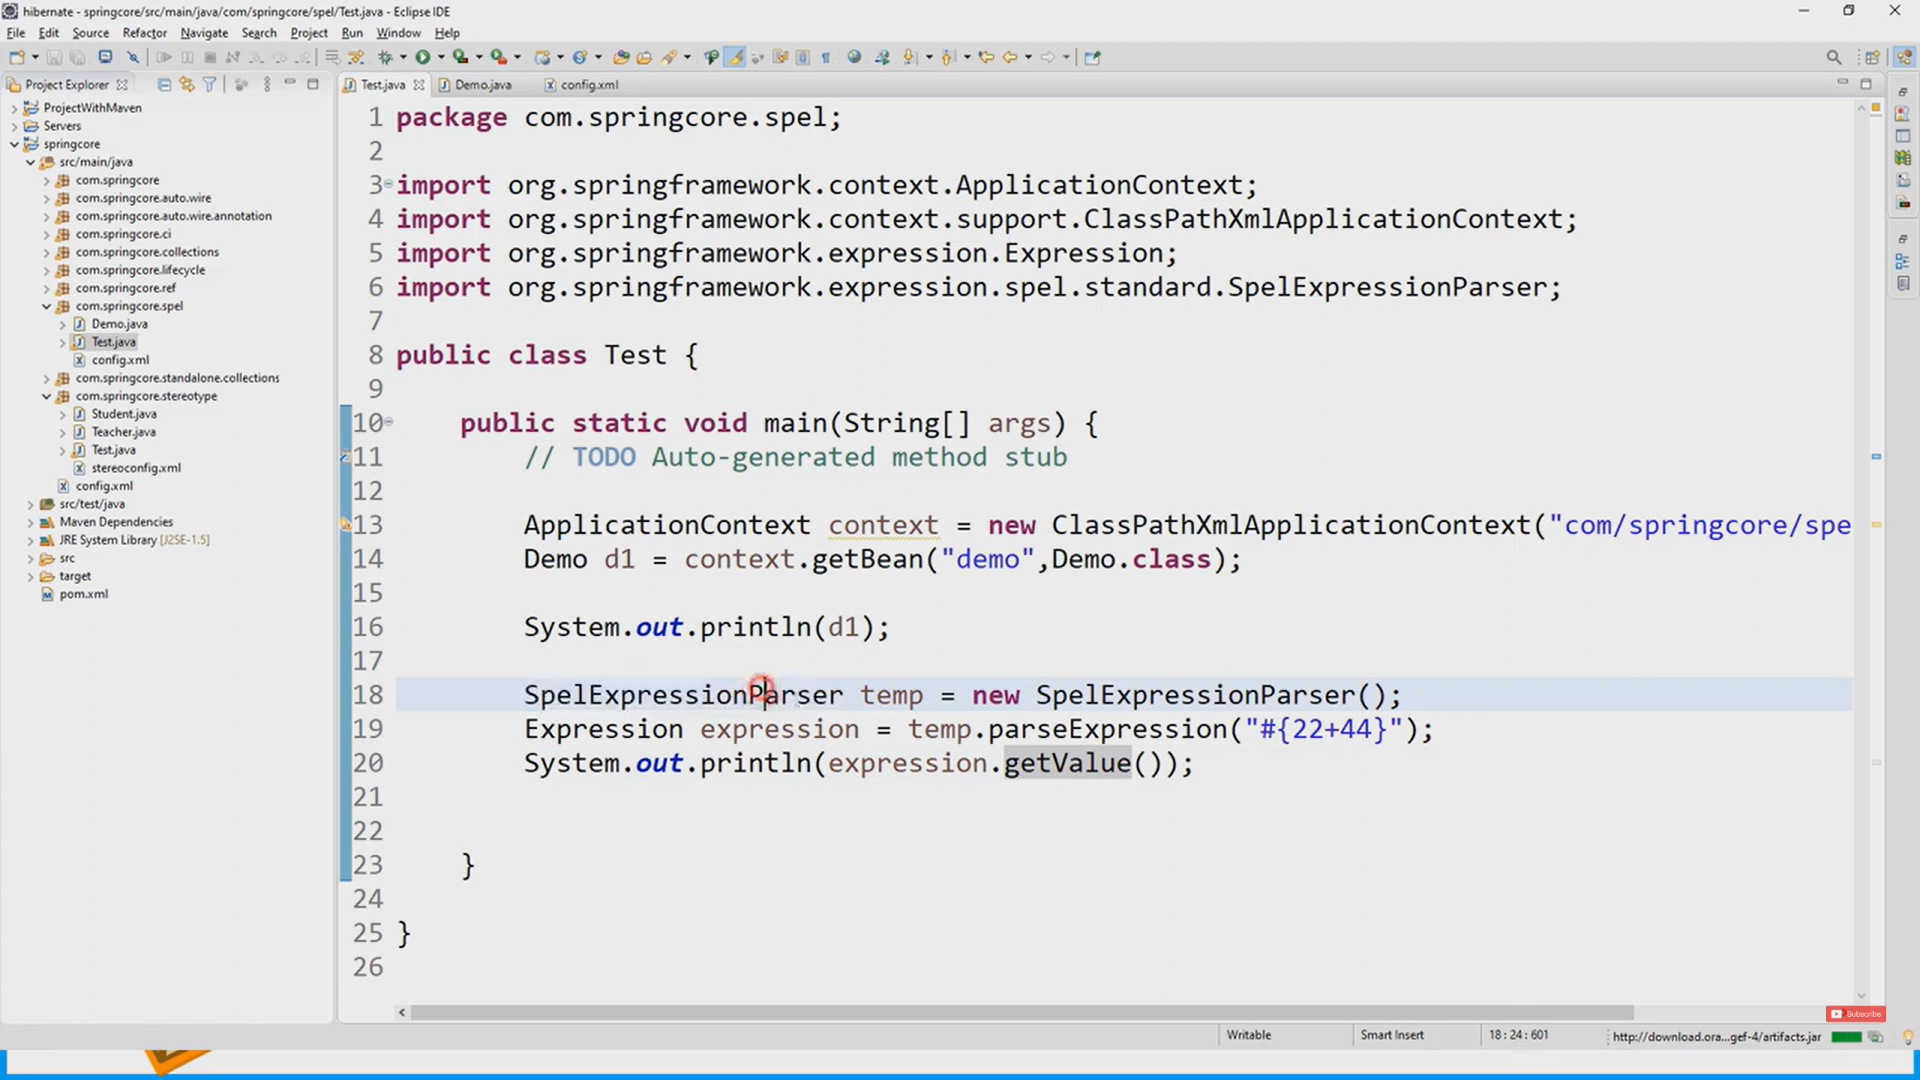 hibernate - springcore/src/main/java/com/springcore/spel/Test.java - Eclipse IDE
File Edit Source Refactor Navigate Search Project Run Window Help
Project Explorer
Test.java Demo.java config.xml
ProjectWithMaven
Servers
springcore
src/main/java
com.springcore
com.springcore.auto.wire
com.springcore.auto.wire.annotation
com.springcore.ci
com.springcore.collections
com.springcore.lifecycle
com.springcore.ref
com.springcore.spel
Demo.java
Test.java
config.xml
com.springcore.standalone.collections
com.springcore.stereotype
Student.java
Teacher.java
Test.java
stereoconfig.xml
config.xml
src/test/java
Maven Dependencies
JRE System Library [J2SE-1.5]
src
target
pom.xml
1 package com.springcore.spel;
2
3 import org.springframework.context.ApplicationContext;
4 import org.springframework.context.support.ClassPathXmlApplicationContext;
5 import org.springframework.expression.Expression;
6 import org.springframework.expression.spel.standard.SpelExpressionParser;
7
8 public class Test {
9
10 public static void main(String[] args) {
11 // TODO Auto-generated method stub
12
13 ApplicationContext context = new ClassPathXmlApplicationContext("com/springcore/spe
14 Demo d1 = context.getBean("demo",Demo.class);
15
16 System.out.println(d1);
17
18 SpelExpressionParser temp = new SpelExpressionParser();
19 Expression expression = temp.parseExpression("#{22+44}");
20 System.out.println(expression.getValue());
21
22
23 }
24
25 }
26
Subscribe
Writable Smart Insert 18:24:601 http://download.ora...gef-4/artifacts.jar